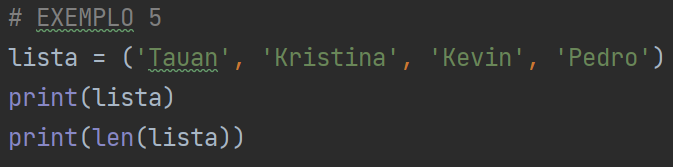 # EXEMPLO 5
lista = ('Tauan', 'Kristina', 'Kevin', 'Pedro')
print(lista)
print(len(lista))